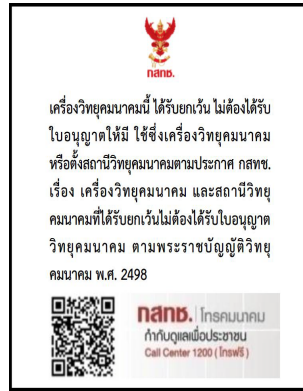 กสทช.
เครื่องวิทยุคมนาคมนี้ ได้รับยกเว้น ไม่ต้องได้รับ
ใบอนุญาตให้มี ใช้ซึ่งเครื่องวิทยุคมนาคม
หรือตั้งสถานีวิทยุคมนาคมตามประกาศ กสทช.
เรื่อง เครื่องวิทยุคมนาคม และสถานีวิทยุ
คมนาคมที่ได้รับยกเว้นไม่ต้องได้รับใบอนุญาต
วิทยุคมนาคม ตามพระราชบัญญัติวิทยุ
คมนาคม พ.ศ. 2498
กสทช. | โทรคมนาคม
กำกับดูแลเพื่อประชาชน
Call Center 1200 (โทรฟรี)